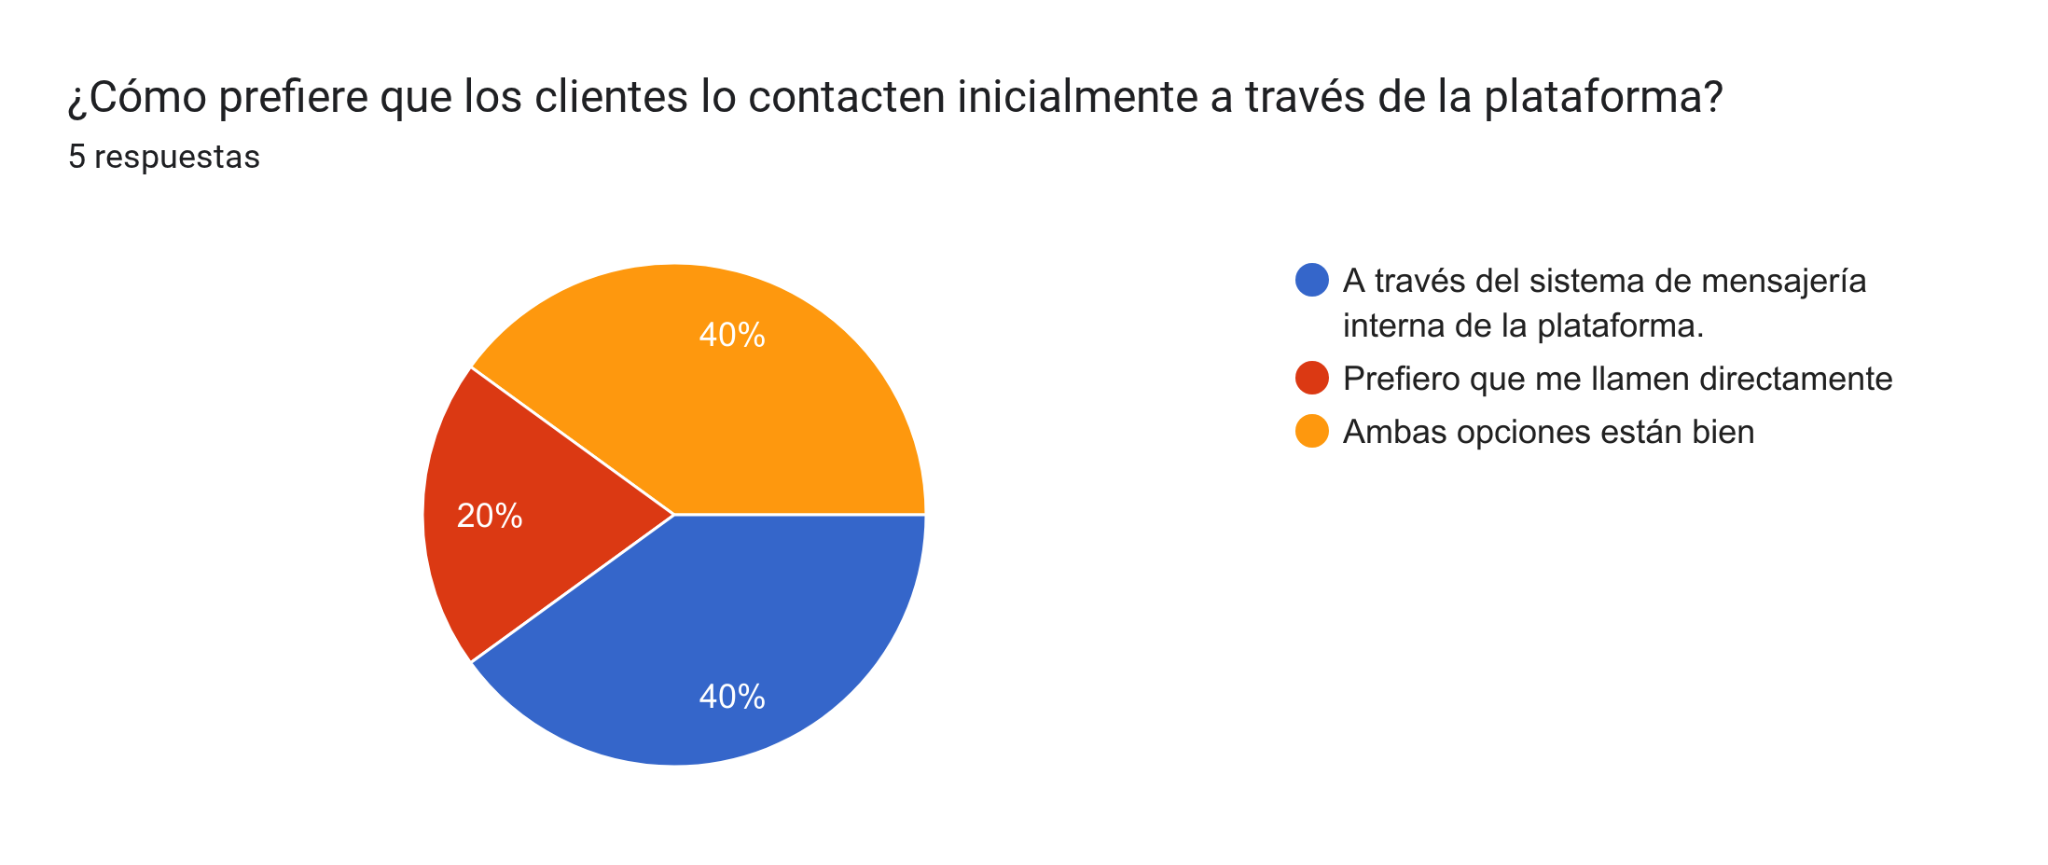 ¿Cómo prefiere que los clientes lo contacten inicialmente a través de la plataforma?
5 respuestas
40%
20%
40%
A través del sistema de mensajería
interna de la plataforma.
Prefiero que me llamen directamente
Ambas opciones están bien